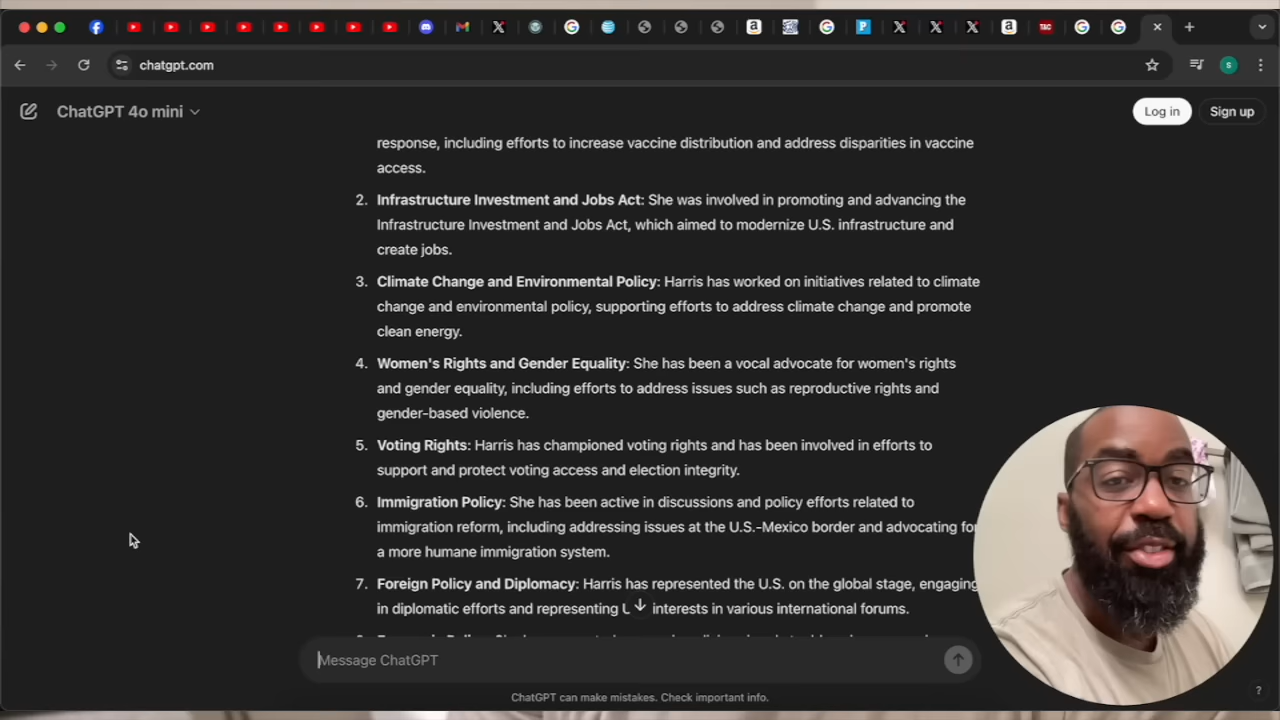 chatgpt.com
S
ChatGPT 4o mini
Log in
Sign up
response, including efforts to increase vaccine distribution and address disparities in vaccine
access.
2. Infrastructure Investment and Jobs Act: She was involved in promoting and advancing the
Infrastructure Investment and Jobs Act, which aimed to modernize U.S. infrastructure and
create jobs.
3. Climate Change and Environmental Policy: Harris has worked on initiatives related to climate
change and environmental policy, supporting efforts to address climate change and promote
clean energy.
4. Women's Rights and Gender Equality: She has been a vocal advocate for women's rights
and gender equality, including efforts to address issues such as reproductive rights and
gender-based violence.
5. Voting Rights: Harris has championed voting rights and has been involved in efforts to
support and protect voting access and election integrity.
6. Immigration Policy: She has been active in discussions and policy efforts related to
immigration reform, including addressing issues at the U.S.-Mexico border and advocating for
a more humane immigration system.
7. Foreign Policy and Diplomacy: Harris has represented the U.S. on the global stage, engaging
in diplomatic efforts and representing interests in various international forums.
Message ChatGPT
ChatGPT can make mistakes. Check important info.
?